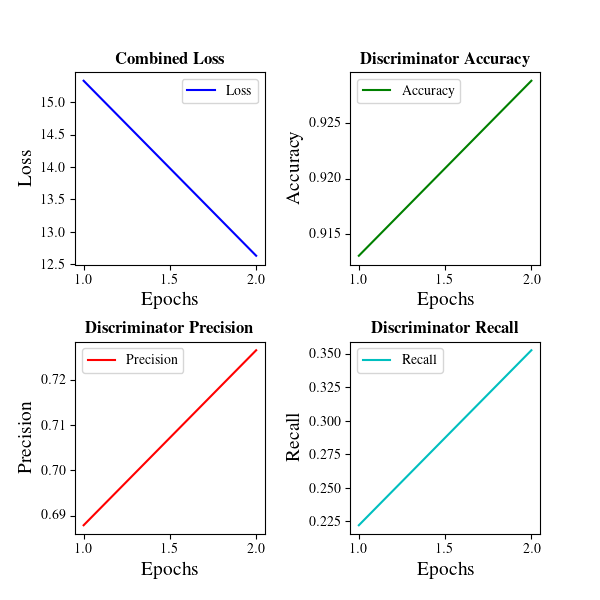 Combined Loss
Loss
15.0
14.5
14.0
13.5
13.0
12.5
Loss
1.0 1.5 2.0
Epochs
Discriminator Accuracy
Accuracy
0.925
0.920
0.915
Accuracy
1.0 1.5 2.0
Epochs
Discriminator Precision
Precision
0.72
0.71
0.70
0.69
Precision
1.0 1.5 2.0
Epochs
Discriminator Recall
Recall
0.350
0.325
0.300
0.275
0.250
0.225
Recall
1.0 1.5 2.0
Epochs